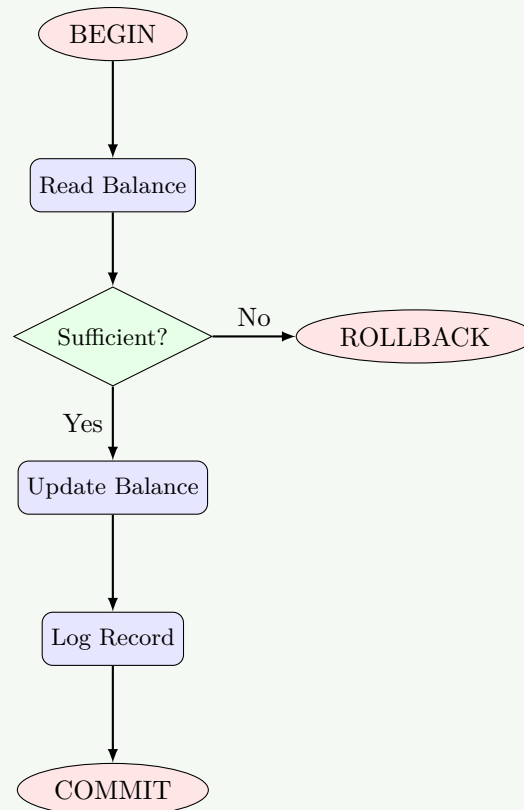 BEGIN
Read Balance
Sufficient?
No
ROLLBACK
Yes
Update Balance
Log Record
COMMIT